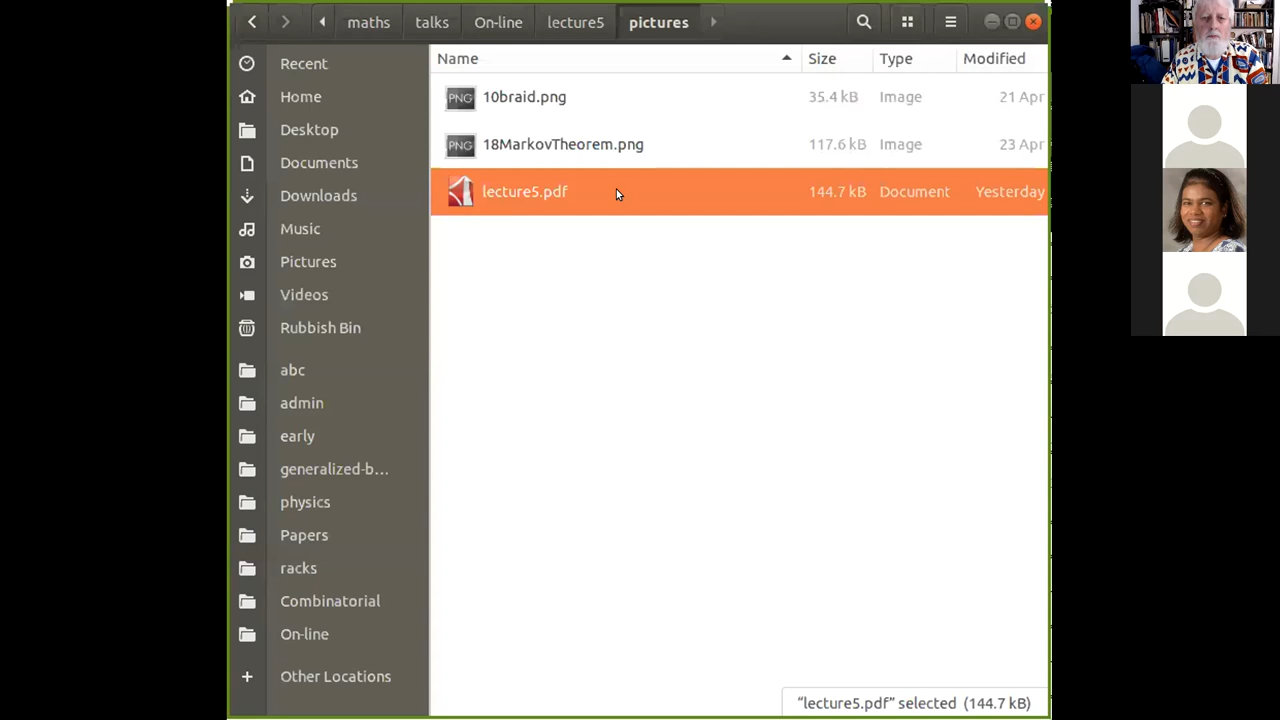 maths talks On-line lecture5 pictures
Name Size Type Modified
Recent
Home
Desktop
Documents
Downloads
Music
Pictures
Videos
Rubbish Bin
abc
admin
early
generalized-b…
physics
Papers
racks
Combinatorial
On-line
Other Locations
PNG 10braid.png 35.4 kB Image 21 Apr
PNG 18MarkovTheorem.png 117.6 kB Image 23 Apr
lecture5.pdf 144.7 kB Document Yesterday
“lecture5.pdf” selected (144.7 kB)